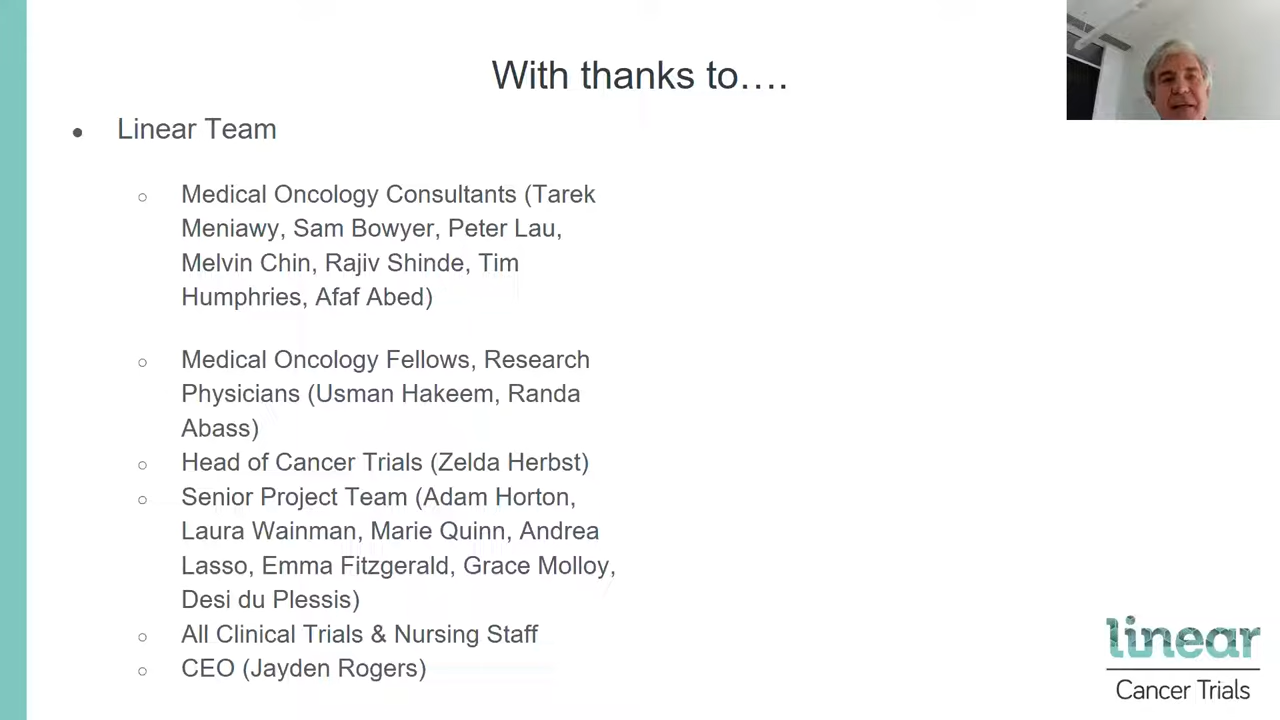 With thanks to….
● Linear Team
○ Medical Oncology Consultants (Tarek
Meniawy, Sam Bowyer, Peter Lau,
Melvin Chin, Rajiv Shinde, Tim
Humphries, Afaf Abed)
○ Medical Oncology Fellows, Research
Physicians (Usman Hakeem, Randa
Abass)
○ Head of Cancer Trials (Zelda Herbst)
○ Senior Project Team (Adam Horton,
Laura Wainman, Marie Quinn, Andrea
Lasso, Emma Fitzgerald, Grace Molloy,
Desi du Plessis)
○ All Clinical Trials & Nursing Staff
○ CEO (Jayden Rogers)
linear
Cancer Trials